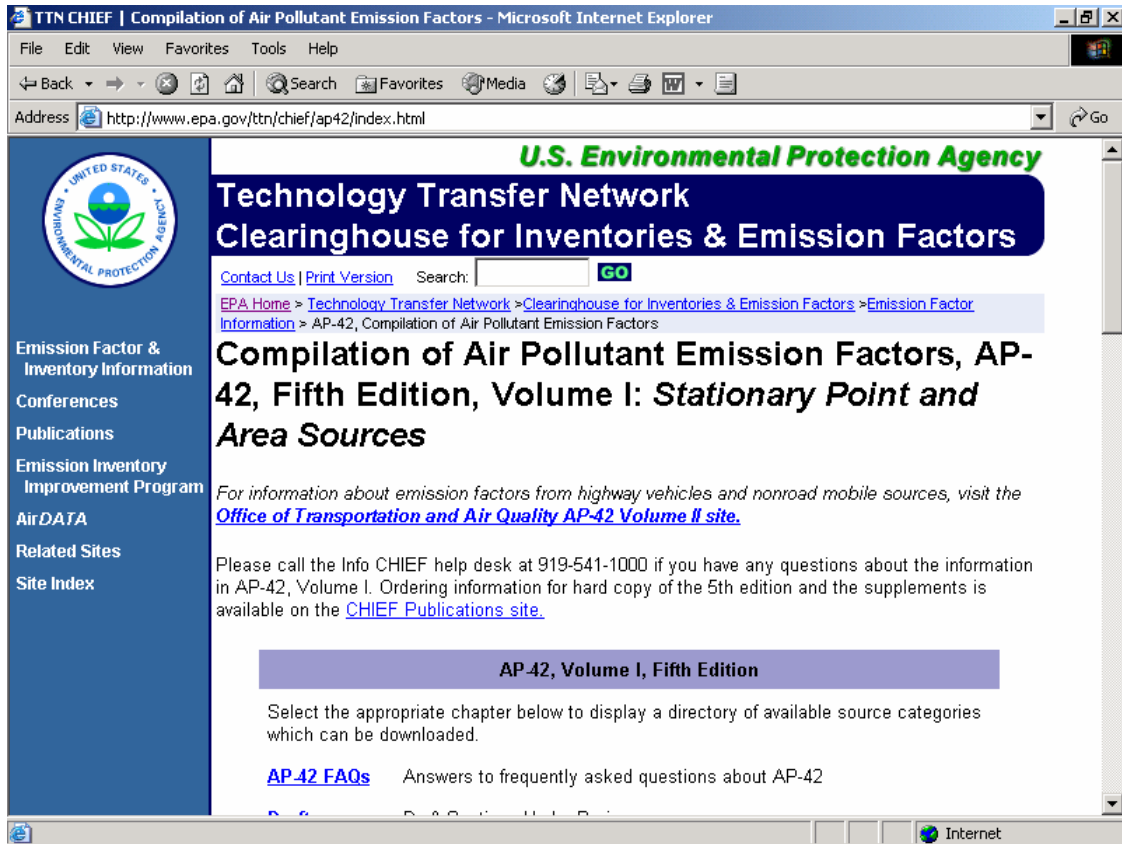 TTN CHIEF | Compilation of Air Pollutant Emission Factors - Microsoft Internet Explorer
File Edit View Favorites Tools Help
Back Search Favorites Media
Address http://www.epa.gov/ttn/chief/ap42/index.html Go
UNITED STATES ENVIRONMENTAL PROTECTION AGENCY
U.S. Environmental Protection Agency
Technology Transfer Network
Clearinghouse for Inventories & Emission Factors
Contact Us | Print Version Search: GO
EPA Home > Technology Transfer Network >Clearinghouse for Inventories & Emission Factors >Emission Factor
Information > AP-42, Compilation of Air Pollutant Emission Factors
Emission Factor &
Inventory Information
Conferences
Publications
Emission Inventory
Improvement Program
AirDATA
Related Sites
Site Index
Compilation of Air Pollutant Emission Factors, AP-
42, Fifth Edition, Volume I: Stationary Point and
Area Sources
For information about emission factors from highway vehicles and nonroad mobile sources, visit the
Office of Transportation and Air Quality AP-42 Volume II site.
Please call the Info CHIEF help desk at 919-541-1000 if you have any questions about the information
in AP-42, Volume I. Ordering information for hard copy of the 5th edition and the supplements is
available on the CHIEF Publications site.
AP-42, Volume I, Fifth Edition
Select the appropriate chapter below to display a directory of available source categories
which can be downloaded.
AP-42 FAQs Answers to frequently asked questions about AP-42
Internet